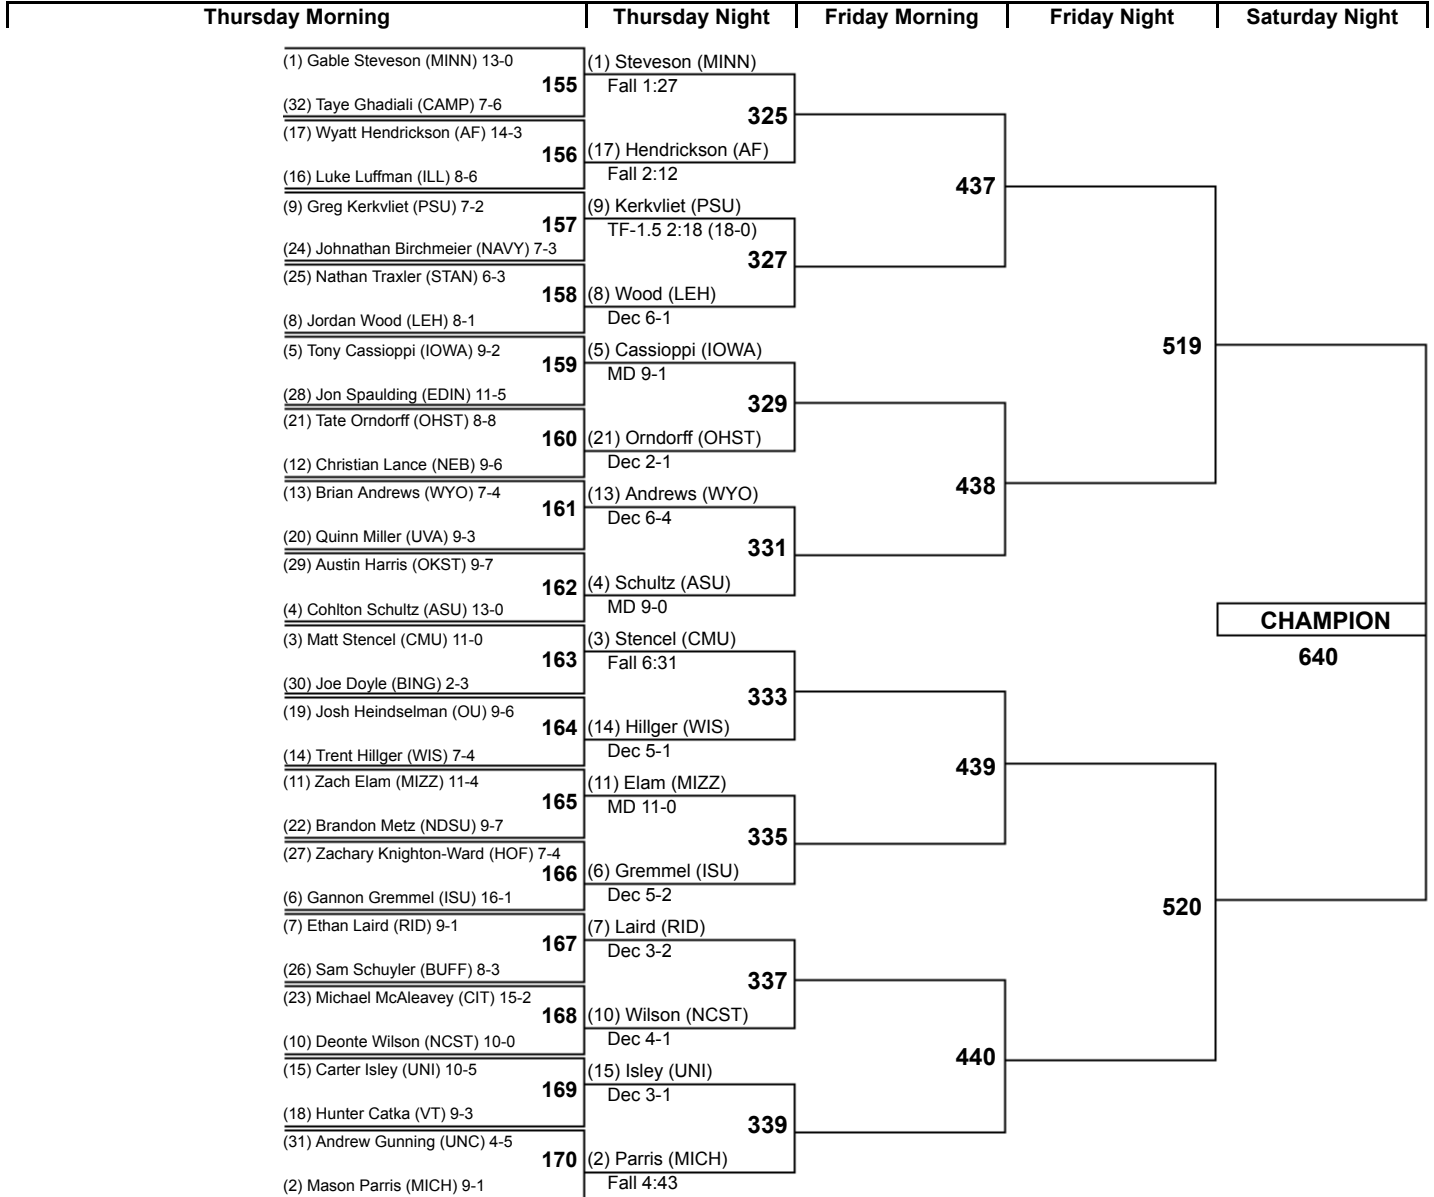 Thursday Morning
Thursday Night
Friday Morning
Friday Night
Saturday Night
(1) Gable Steveson (MINN) 13-0
155
(32) Taye Ghadiali (CAMP) 7-6
(17) Wyatt Hendrickson (AF) 14-3
156
(16) Luke Luffman (ILL) 8-6
(9) Greg Kerkvliet (PSU) 7-2
157
(24) Johnathan Birchmeier (NAVY) 7-3
(25) Nathan Traxler (STAN) 6-3
158
(8) Jordan Wood (LEH) 8-1
(5) Tony Cassioppi (IOWA) 9-2
159
(28) Jon Spaulding (EDIN) 11-5
(21) Tate Orndorff (OHST) 8-8
160
(12) Christian Lance (NEB) 9-6
(13) Brian Andrews (WYO) 7-4
161
(20) Quinn Miller (UVA) 9-3
(29) Austin Harris (OKST) 9-7
162
(4) Cohlton Schultz (ASU) 13-0
(3) Matt Stencel (CMU) 11-0
163
(30) Joe Doyle (BING) 2-3
(19) Josh Heindselman (OU) 9-6
164
(14) Trent Hillger (WIS) 7-4
(11) Zach Elam (MIZZ) 11-4
165
(22) Brandon Metz (NDSU) 9-7
(27) Zachary Knighton-Ward (HOF) 7-4
166
(6) Gannon Gremmel (ISU) 16-1
(7) Ethan Laird (RID) 9-1
167
(26) Sam Schuyler (BUFF) 8-3
(23) Michael McAleavey (CIT) 15-2
168
(10) Deonte Wilson (NCST) 10-0
(15) Carter Isley (UNI) 10-5
169
(18) Hunter Catka (VT) 9-3
(31) Andrew Gunning (UNC) 4-5
170
(2) Mason Parris (MICH) 9-1
(1) Steveson (MINN)
Fall 1:27
325
(17) Hendrickson (AF)
Fall 2:12
(9) Kerkvliet (PSU)
TF-1.5 2:18 (18-0)
327
(8) Wood (LEH)
Dec 6-1
(5) Cassioppi (IOWA)
MD 9-1
329
(21) Orndorff (OHST)
Dec 2-1
(13) Andrews (WYO)
Dec 6-4
331
(4) Schultz (ASU)
MD 9-0
(3) Stencel (CMU)
Fall 6:31
333
(14) Hillger (WIS)
Dec 5-1
(11) Elam (MIZZ)
MD 11-0
335
(6) Gremmel (ISU)
Dec 5-2
(7) Laird (RID)
Dec 3-2
337
(10) Wilson (NCST)
Dec 4-1
(15) Isley (UNI)
Dec 3-1
339
(2) Parris (MICH)
Fall 4:43
437
438
439
440
519
520
CHAMPION
640